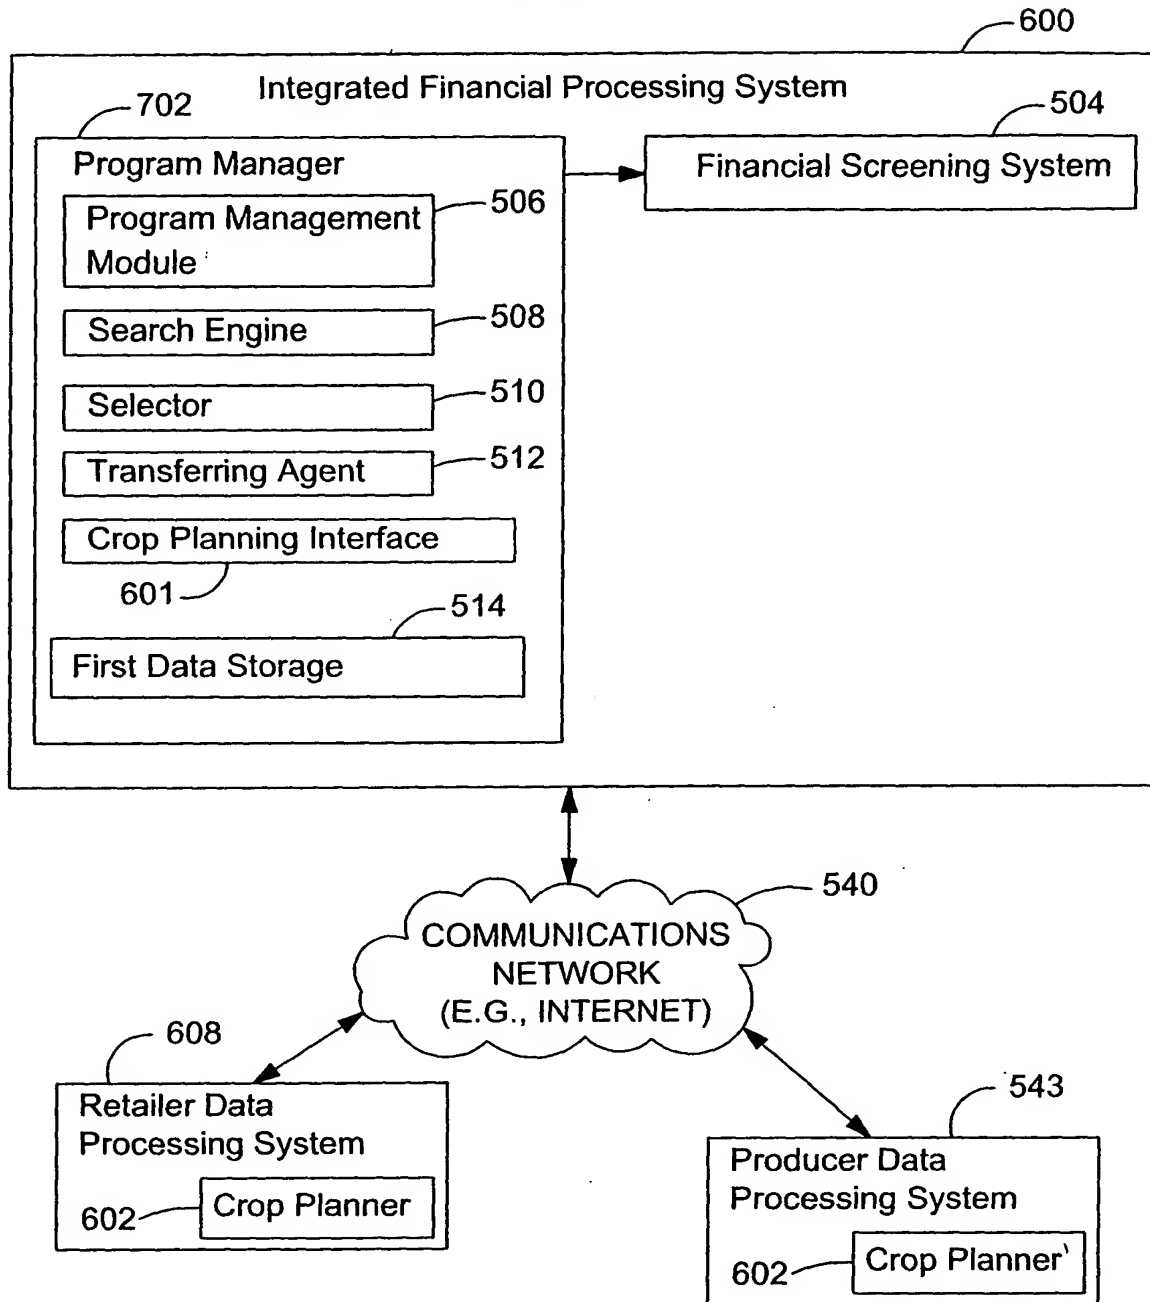 600
Integrated Financial Processing System
702
504
Program Manager
Financial Screening System
506
Program Management
Module
508
Search Engine
510
Selector
512
Transferring Agent
Crop Planning Interface
601
514
First Data Storage
540
COMMUNICATIONS
NETWORK
(E.G., INTERNET)
608
Retailer Data
Processing System
602
Crop Planner
543
Producer Data
Processing System
602
Crop Planner